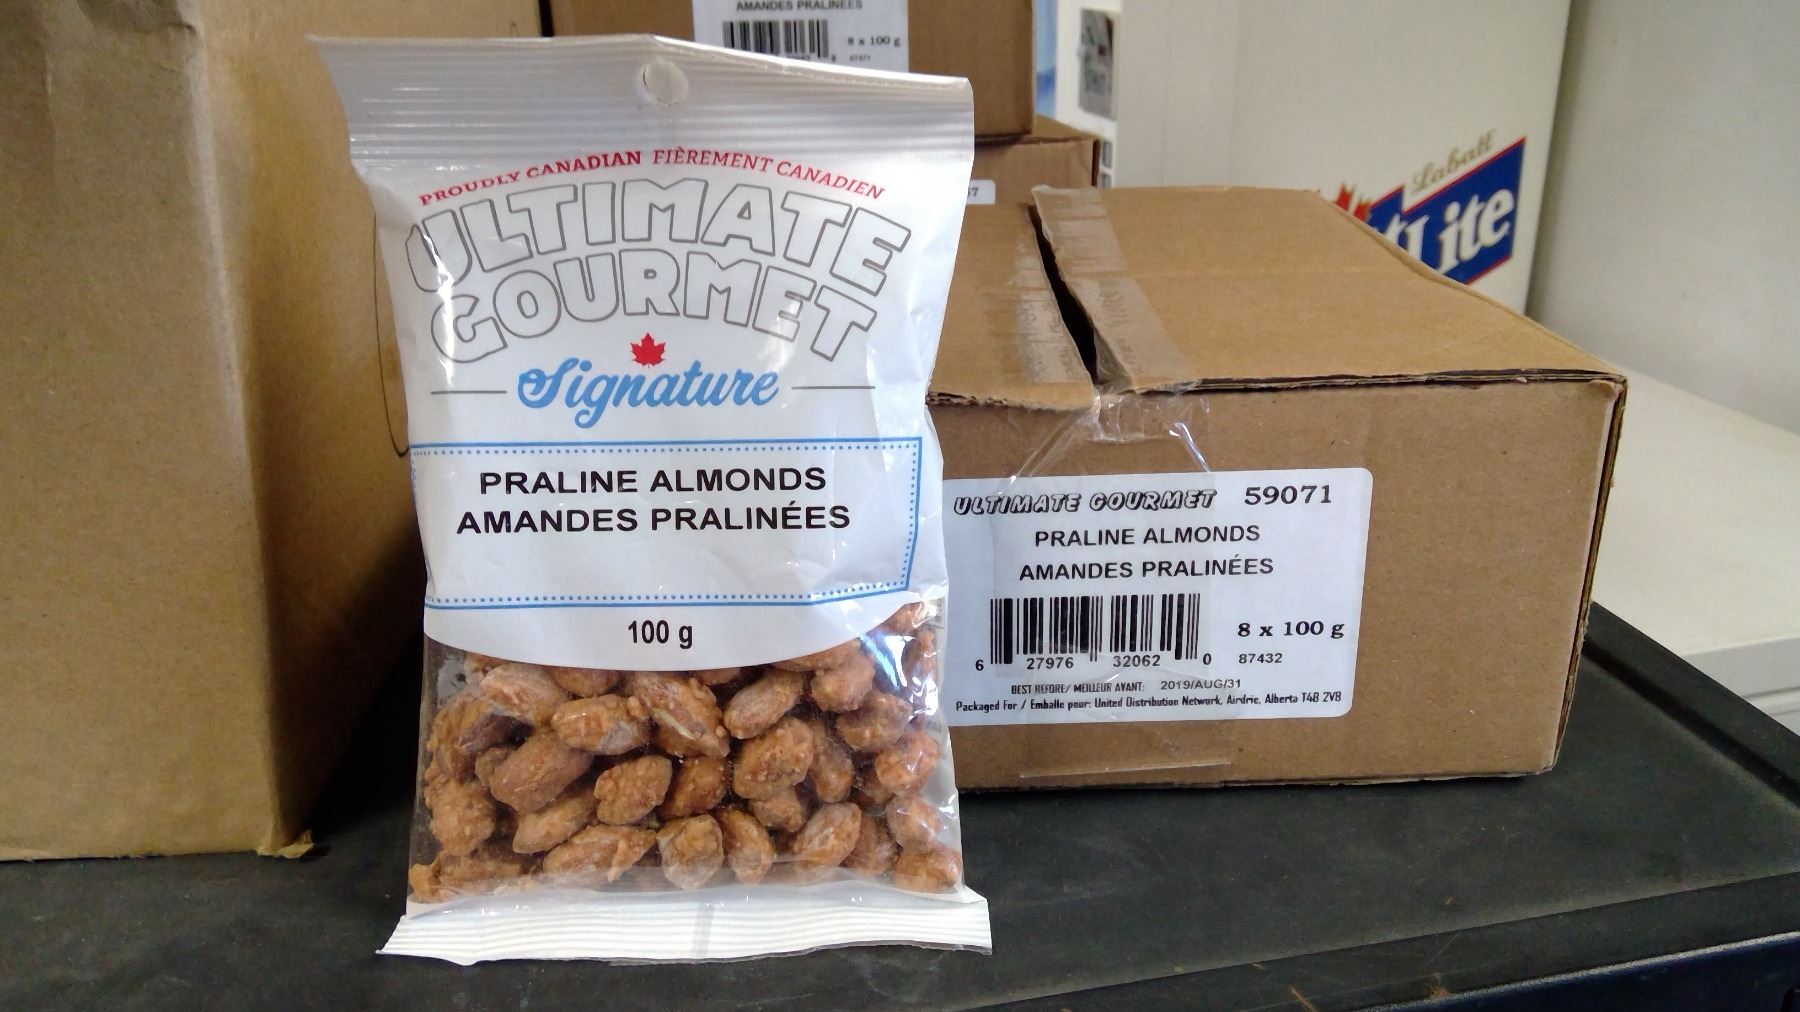 AMANDES PRALINÉES
8 x 100 g
PROUDLY CANADIAN FIÈREMENT CANADIEN
ULTIMATE
GOURMET
Signature
PRALINE ALMONDS
AMANDES PRALINÉES
100 g
Labatt
Lite
ULTIMATE GOURMET 59071
PRALINE ALMONDS
AMANDES PRALINÉES
8 x 100 g
6 27976 32062 0 87432
BEST BEFORE/ MEILLEUR AVANT: 2019/AUG/31
Packaged For / Emballe pour: United Distribution Network, Airdrie, Alberta T4B 2V8